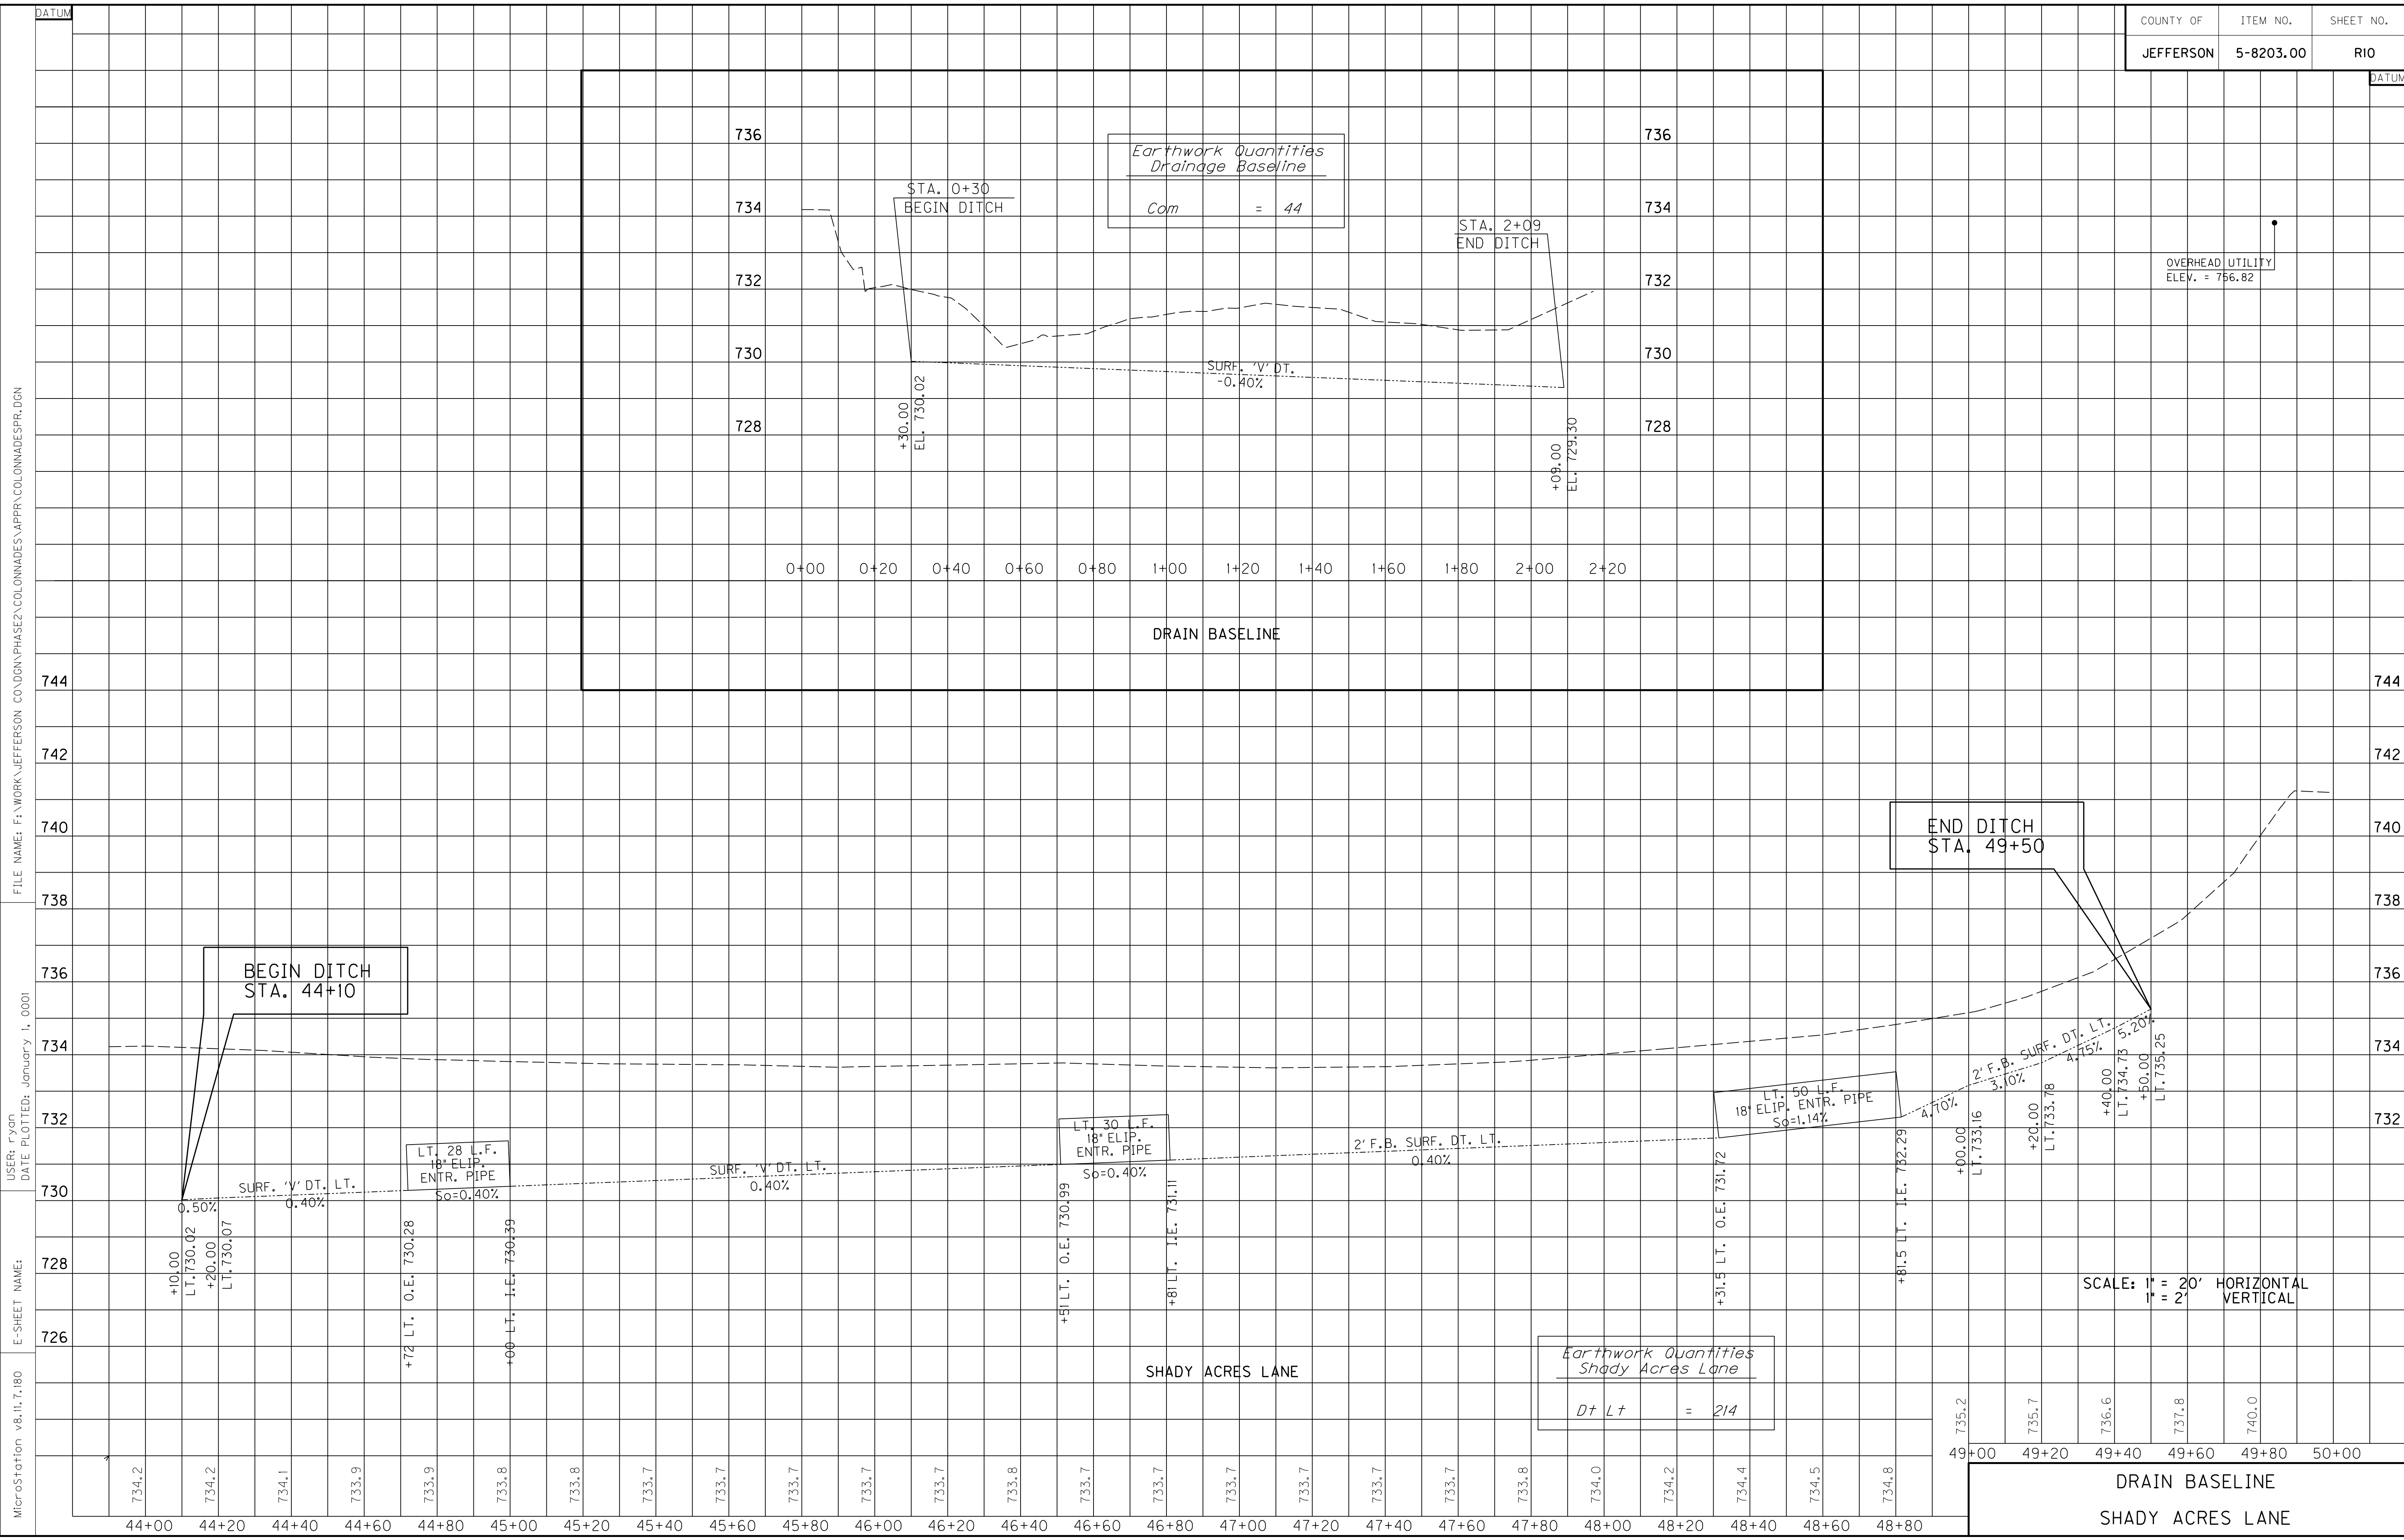 DATUM
COUNTY OF ITEM NO. SHEET NO.
JEFFERSON 5-8203.00 R10
DATUM
736 736
Earthwork Quantities
Drainage Baseline
Com = 44
STA. 0+30
BEGIN DITCH
734 734
STA. 2+09
END DITCH
OVERHEAD UTILITY
ELEV. = 756.82
732 732
730 730
SURF. 'V' DT.
-0.40%
+30.00
EL. 730.02
728 728
+09.00
EL. 729.30
0+00 0+20 0+40 0+60 0+80 1+00 1+20 1+40 1+60 1+80 2+00 2+20
DRAIN BASELINE
744 744
742 742
740 740
END DITCH
STA. 49+50
738 738
736 736
BEGIN DITCH
STA. 44+10
734 734
732 732
730
728
726
0.50%
SURF. 'V' DT. LT.
0.40%
LT. 28 L.F.
18" ELIP.
ENTR. PIPE
So=0.40%
SURF. 'V' DT. LT.
0.40%
LT. 30 L.F.
18" ELIP.
ENTR. PIPE
So=0.40%
2' F.B. SURF. DT. LT.
0.40%
LT. 50 L.F.
18" ELIP. ENTR. PIPE
So=1.14%
4.70%
2' F.B. SURF. DT. LT.
3.10%
4.75%
5.20%
+10.00
LT.730.02
+20.00
LT.730.07
+72 LT. O.E. 730.28
+00 LT. I.E. 730.39
+51 LT. O.E. 730.99
+81 LT. I.E. 731.11
+31.5 LT. O.E. 731.72
+81.5 LT. I.E. 732.29
+00.00
LT.733.16
+20.00
LT.733.78
+40.00
LT.734.73
+50.00
LT.735.25
SCALE: 1" = 20' HORIZONTAL
1" = 2' VERTICAL
SHADY ACRES LANE
Earthwork Quantities
Shady Acres Lane
Dt Lt = 214
735.2 735.7 736.6 737.8 740.0
49+00 49+20 49+40 49+60 49+80 50+00
734.2 734.2 734.1 733.9 733.9 733.8 733.8 733.7 733.7 733.7 733.7 733.7 733.8 733.7 733.7 733.7 733.7 733.7 733.7 733.8 734.0 734.2 734.4 734.5 734.8
44+00 44+20 44+40 44+60 44+80 45+00 45+20 45+40 45+60 45+80 46+00 46+20 46+40 46+60 46+80 47+00 47+20 47+40 47+60 47+80 48+00 48+20 48+40 48+60 48+80
DRAIN BASELINE
SHADY ACRES LANE
FILE NAME: F:\WORK\JEFFERSON CO\DGN\PHASE2\COLONNADES\APPR\COLONNADESPR.DGN
USER: ryan
DATE PLOTTED: January 1, 0001
E-SHEET NAME:
MicroStation v8.11.7.180